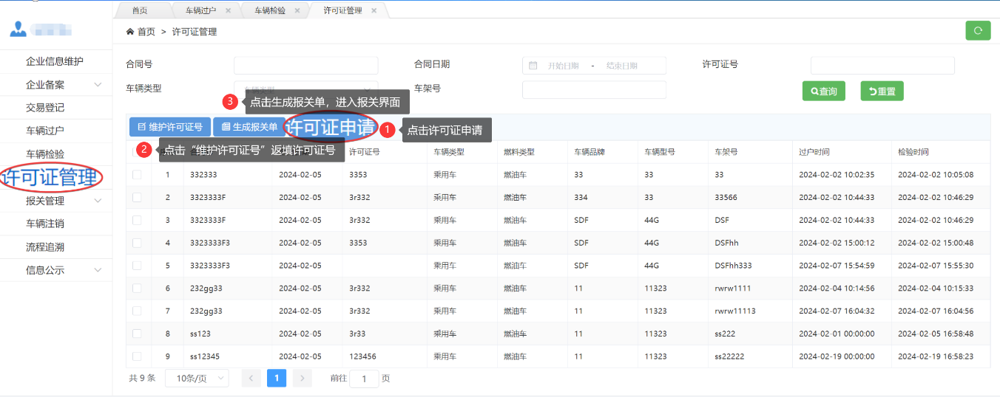 首页 车辆过户 × 车辆检验 × 许可证管理 ×
首页 > 许可证管理
企业信息维护
企业备案
交易登记
车辆过户
车辆检验
许可证管理
报关管理
车辆注销
流程追溯
信息公示
合同号 合同日期 开始日期 - 结束日期 许可证号
车辆类型 车辆类型 车架号 查询 重置
3 点击生成报关单，进入报关界面
维护许可证号 生成报关单 许可证申请 1 点击许可证申请
2 点击“维护许可证号”返填许可证号
许可证号 车辆类型 燃料类型 车辆品牌 车辆型号 车架号 过户时间 检验时间
1 332333 2024-02-05 3353 乘用车 燃油车 33 33 33 2024-02-02 10:02:35 2024-02-02 10:05:08
2 3323333F 2024-02-05 3r332 乘用车 燃油车 334 33 33566 2024-02-02 10:44:33 2024-02-02 10:46:29
3 3323333F 2024-02-05 3r332 乘用车 燃油车 SDF 44G DSF 2024-02-02 10:44:33 2024-02-02 10:46:29
4 3323333F3 2024-02-05 3353 乘用车 燃油车 SDF 44G DSFhh 2024-02-02 15:00:12 2024-02-02 15:00:48
5 3323333F3 2024-02-05 乘用车 燃油车 SDF 44G DSFhh333 2024-02-07 15:54:59 2024-02-07 15:55:30
6 232gg33 2024-02-05 3r332 乘用车 燃油车 11 11323 rwrw1111 2024-02-04 10:14:56 2024-02-04 10:15:33
7 232gg33 2024-02-05 3r332 乘用车 燃油车 11 11323 rwrw11113 2024-02-07 16:04:32 2024-02-07 16:04:56
8 ss123 2024-02-05 3r33 乘用车 燃油车 11 11323 ss222 2024-02-01 00:00:00 2024-02-05 16:58:48
9 ss12345 2024-02-05 123456 乘用车 燃油车 11 11323 ss22222 2024-02-19 00:00:00 2024-02-19 16:58:23
共 9 条 10条/页 < 1 > 前往 1 页